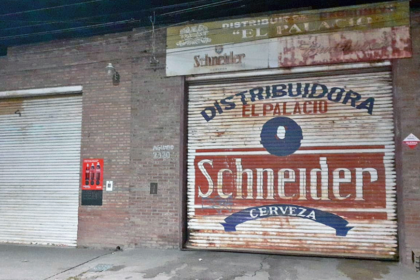 DISTRIBUIDORA
"EL PALACIO"
Schneider
DISTRIBUIDORA
EL PALACIO
Schneider
CERVEZA